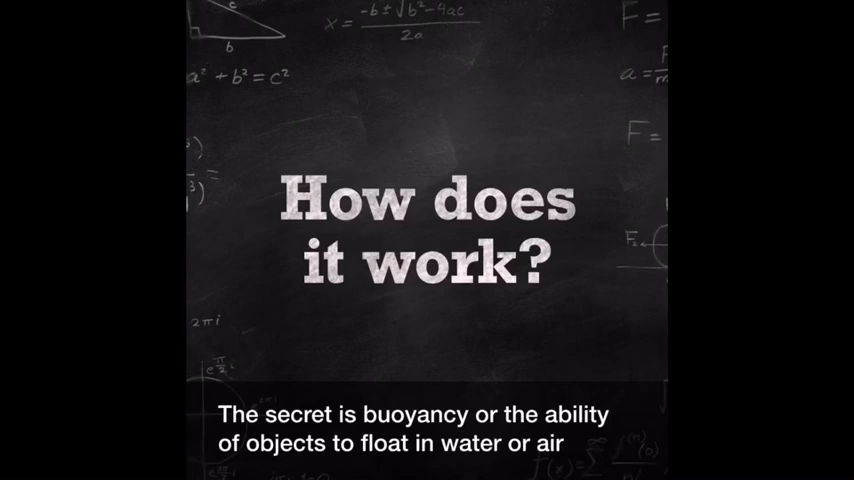 c
b
a² + b² = c²
x = -b ± √b² - 4ac
2a
F =
a = F
m
F =
How does
it work?
F₂
2πi
The secret is buoyancy or the ability
of objects to float in water or air